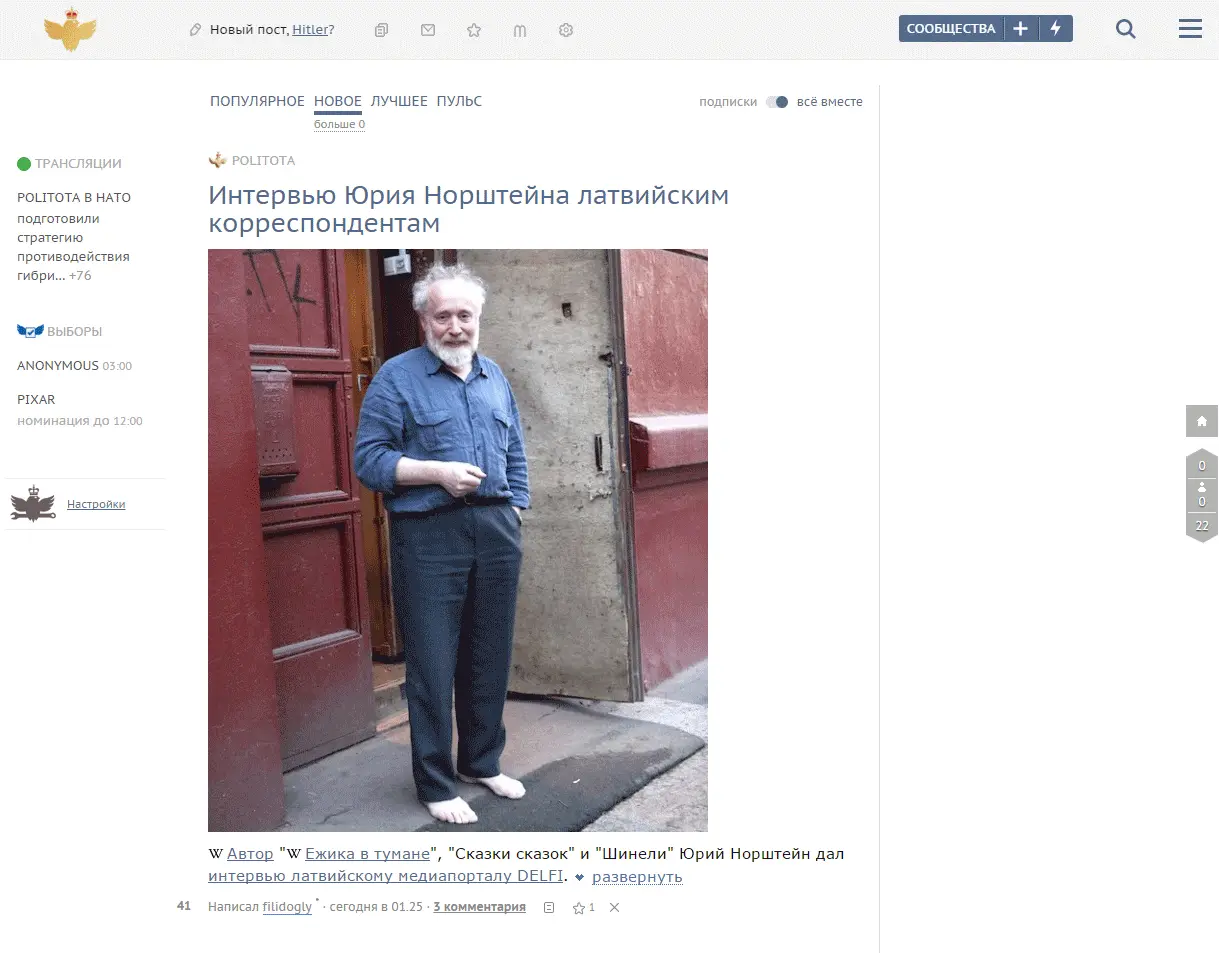 Новый пост, Hitler?
СООБЩЕСТВА
ПОПУЛЯРНОЕ НОВОЕ ЛУЧШЕЕ ПУЛЬС
больше 0
подписки всё вместе
ТРАНСЛЯЦИИ
POLITOTA В НАТО
подготовили
стратегию
противодействия
гибри... +76
ВЫБОРЫ
ANONYMOUS 03:00
PIXAR
номинация до 12:00
Настройки
POLITOTA
Интервью Юрия Норштейна латвийским
корреспондентам
W Автор "W Ежика в тумане", "Сказки сказок" и "Шинели" Юрий Норштейн дал
интервью латвийскому медиапорталу DELFI. развернуть
41 Написал filidogly * · сегодня в 01.25 · 3 комментария 1
0
0
22